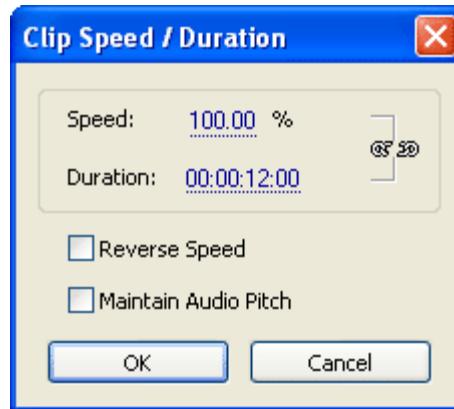 Clip Speed / Duration
Speed: 100.00 %
Duration: 00:00:12:00
Reverse Speed
Maintain Audio Pitch
OK Cancel